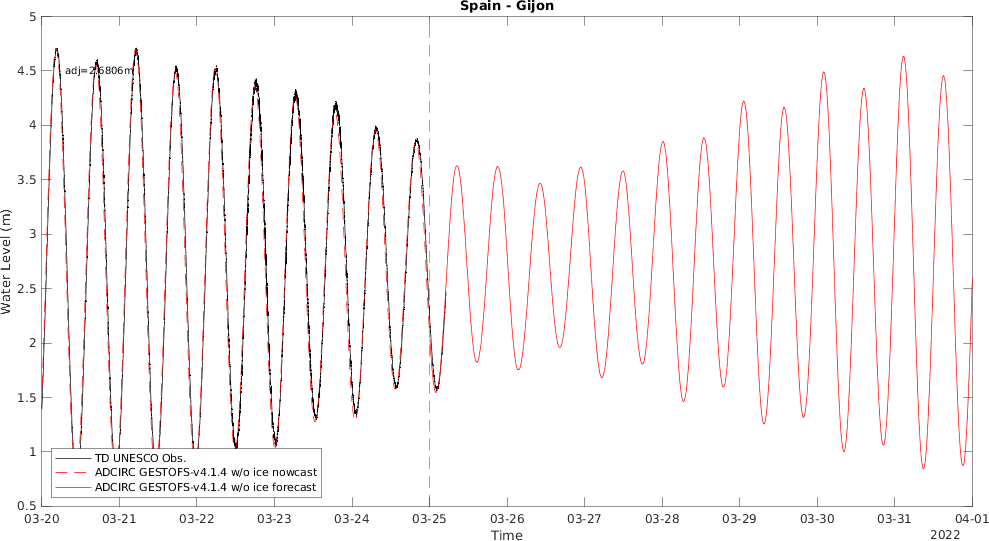 Spain - Gijon
5
4.5
4
3.5
3
2.5
2
1.5
1
0.5
Water Level (m)
adj=2.6806m
TD UNESCO Obs.
ADCIRC GESTOFS-v4.1.4 w/o ice nowcast
ADCIRC GESTOFS-v4.1.4 w/o ice forecast
03-20 03-21 03-22 03-23 03-24 03-25 03-26 03-27 03-28 03-29 03-30 03-31 04-01
Time
2022